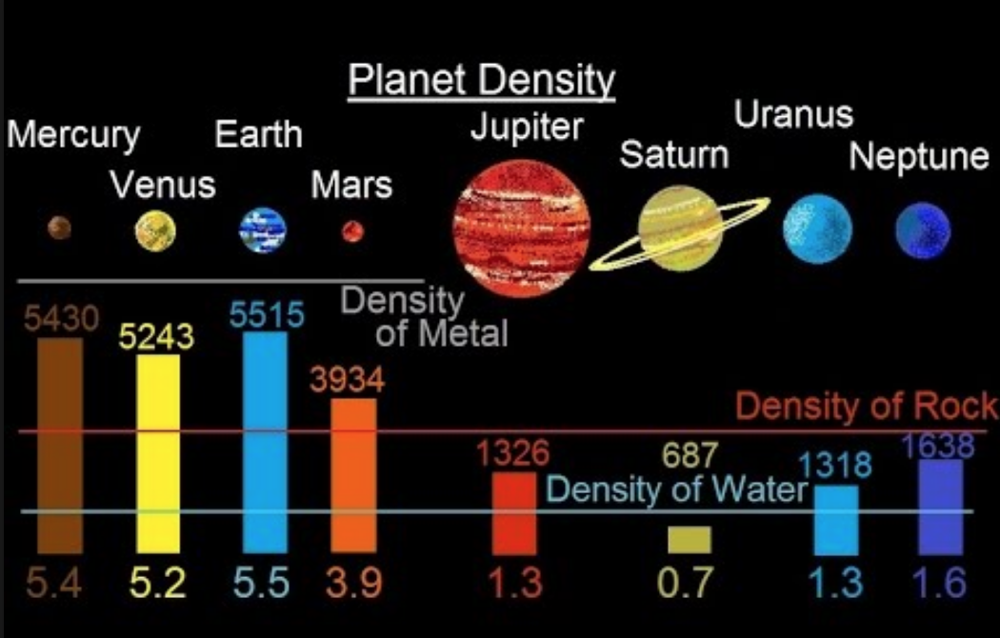 Planet Density
Mercury
Venus
Earth
Mars
Jupiter
Saturn
Uranus
Neptune
Density
of Metal
5430
5243
5515
3934
Density of Rock
1326
687
1318
1638
Density of Water
5.4
5.2
5.5
3.9
1.3
0.7
1.3
1.6